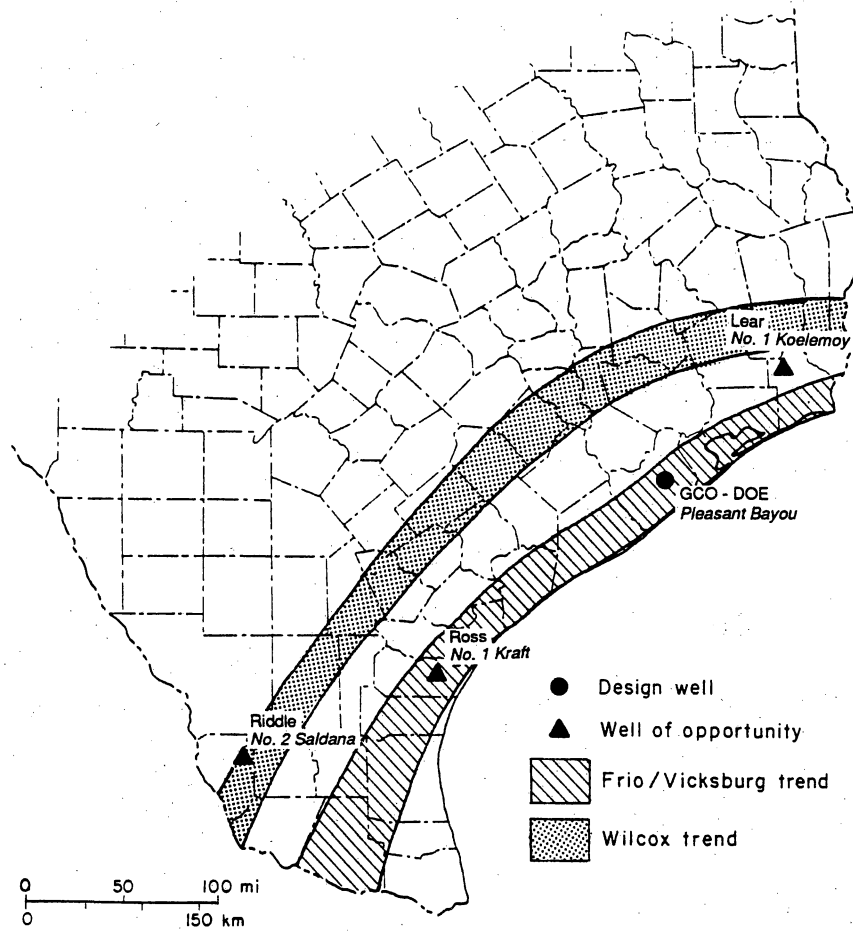 Lear
No. 1 Koelemoy
GCO - DOE
Pleasant Bayou
Ross
No. 1 Kraft
Riddle
No. 2 Saldana
Design well
Well of opportunity
Frio/Vicksburg trend
Wilcox trend
0 50 100 mi
0 150 km